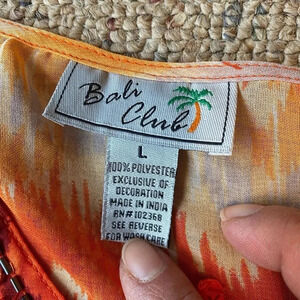 Bali
Club
L
100% POLYESTER
EXCLUSIVE OF
DECORATION
MADE IN INDIA
RN# 102368
SEE REVERSE
FOR WASH CARE